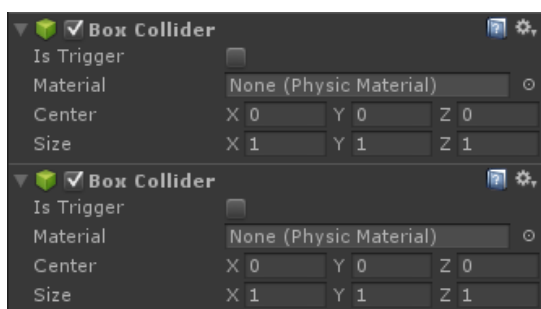 Box Collider
Is Trigger
Material None (Physic Material)
Center X 0 Y 0 Z 0
Size X 1 Y 1 Z 1
Box Collider
Is Trigger
Material None (Physic Material)
Center X 0 Y 0 Z 0
Size X 1 Y 1 Z 1